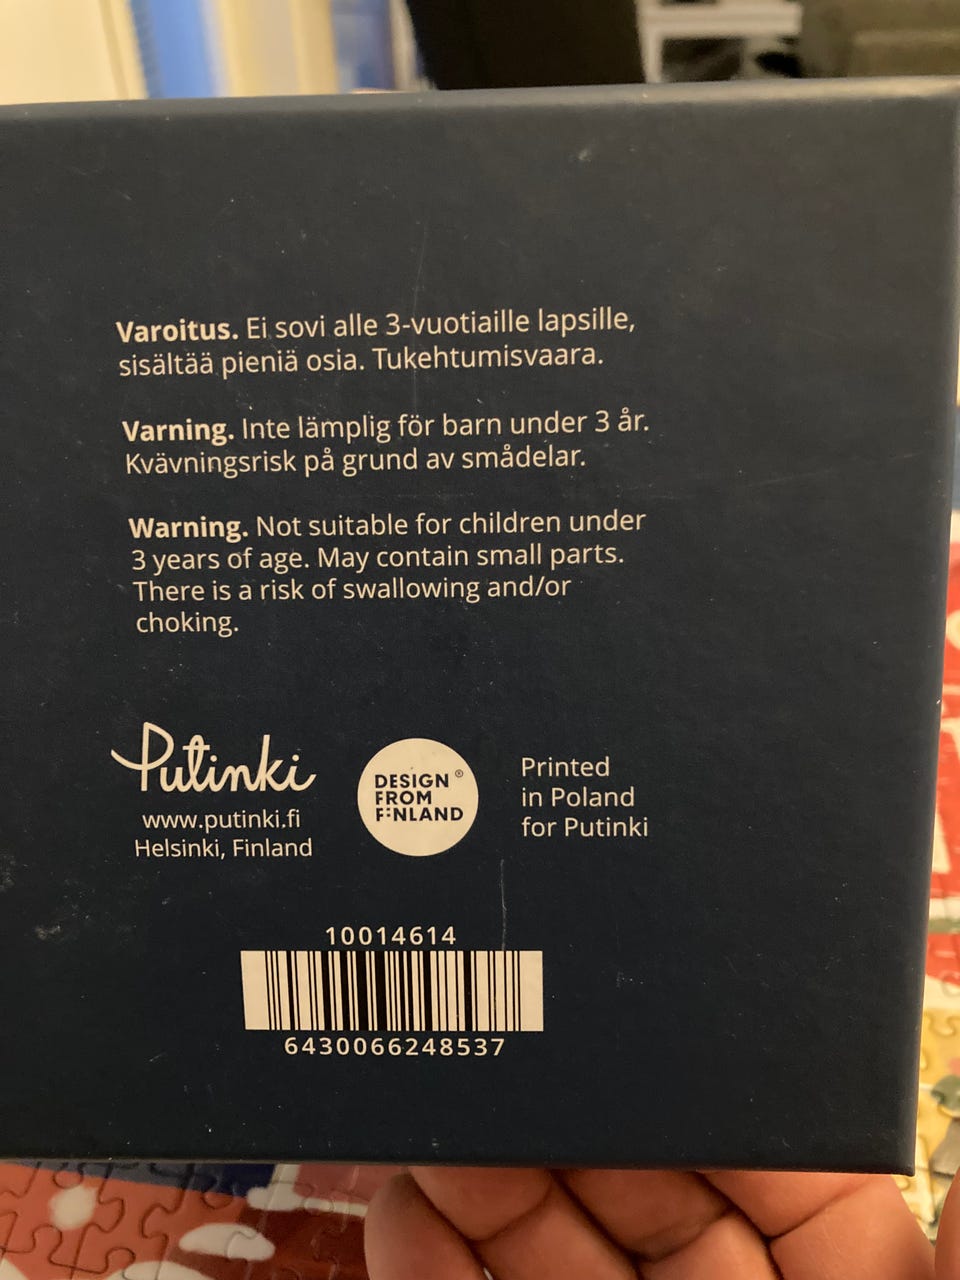 Varoitus. Ei sovi alle 3-vuotiaille lapsille,
sisältää pieniä osia. Tukehtumisvaara.
Varning. Inte lämplig för barn under 3 år.
Kvävningsrisk på grund av smådelar.
Warning. Not suitable for children under
3 years of age. May contain small parts.
There is a risk of swallowing and/or
choking.
Putinki
www.putinki.fi
Helsinki, Finland
DESIGN®
FROM
FINLAND
Printed
in Poland
for Putinki
10014614
6430066248537